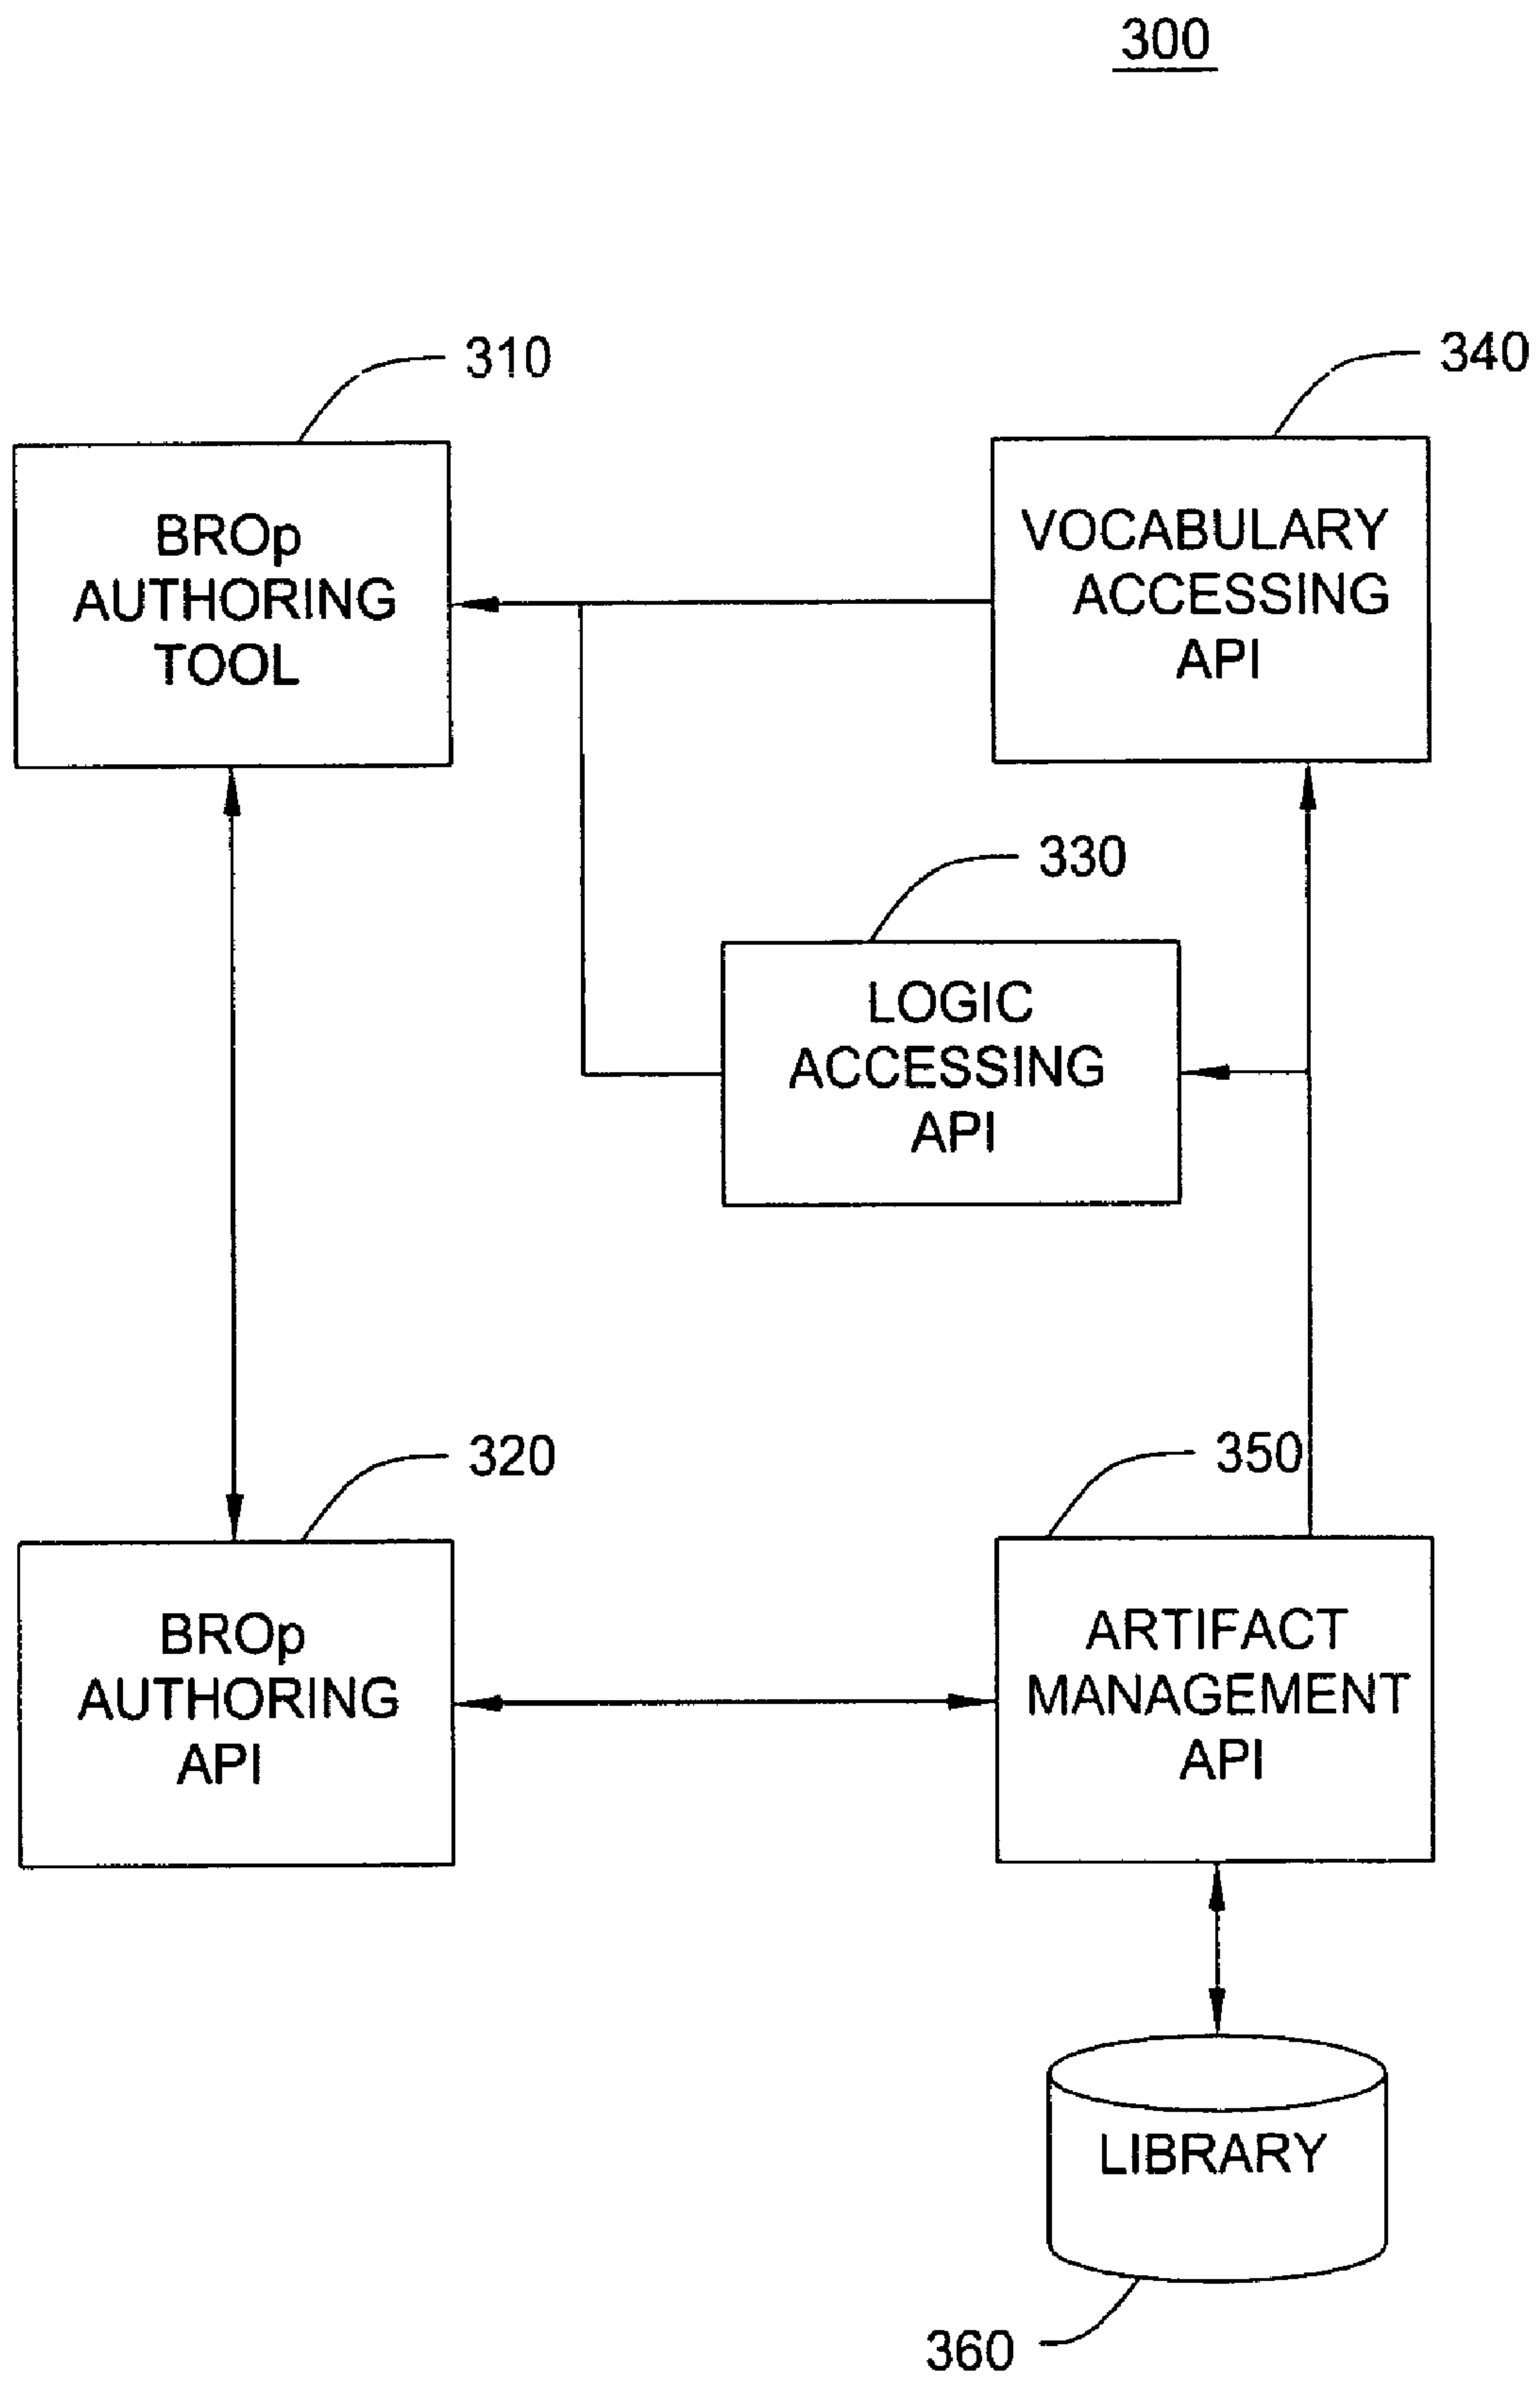 300
310
340
BROp
AUTHORING
TOOL
VOCABULARY
ACCESSING
API
330
LOGIC
ACCESSING
API
320
350
BROp
AUTHORING
API
ARTIFACT
MANAGEMENT
API
LIBRARY
360